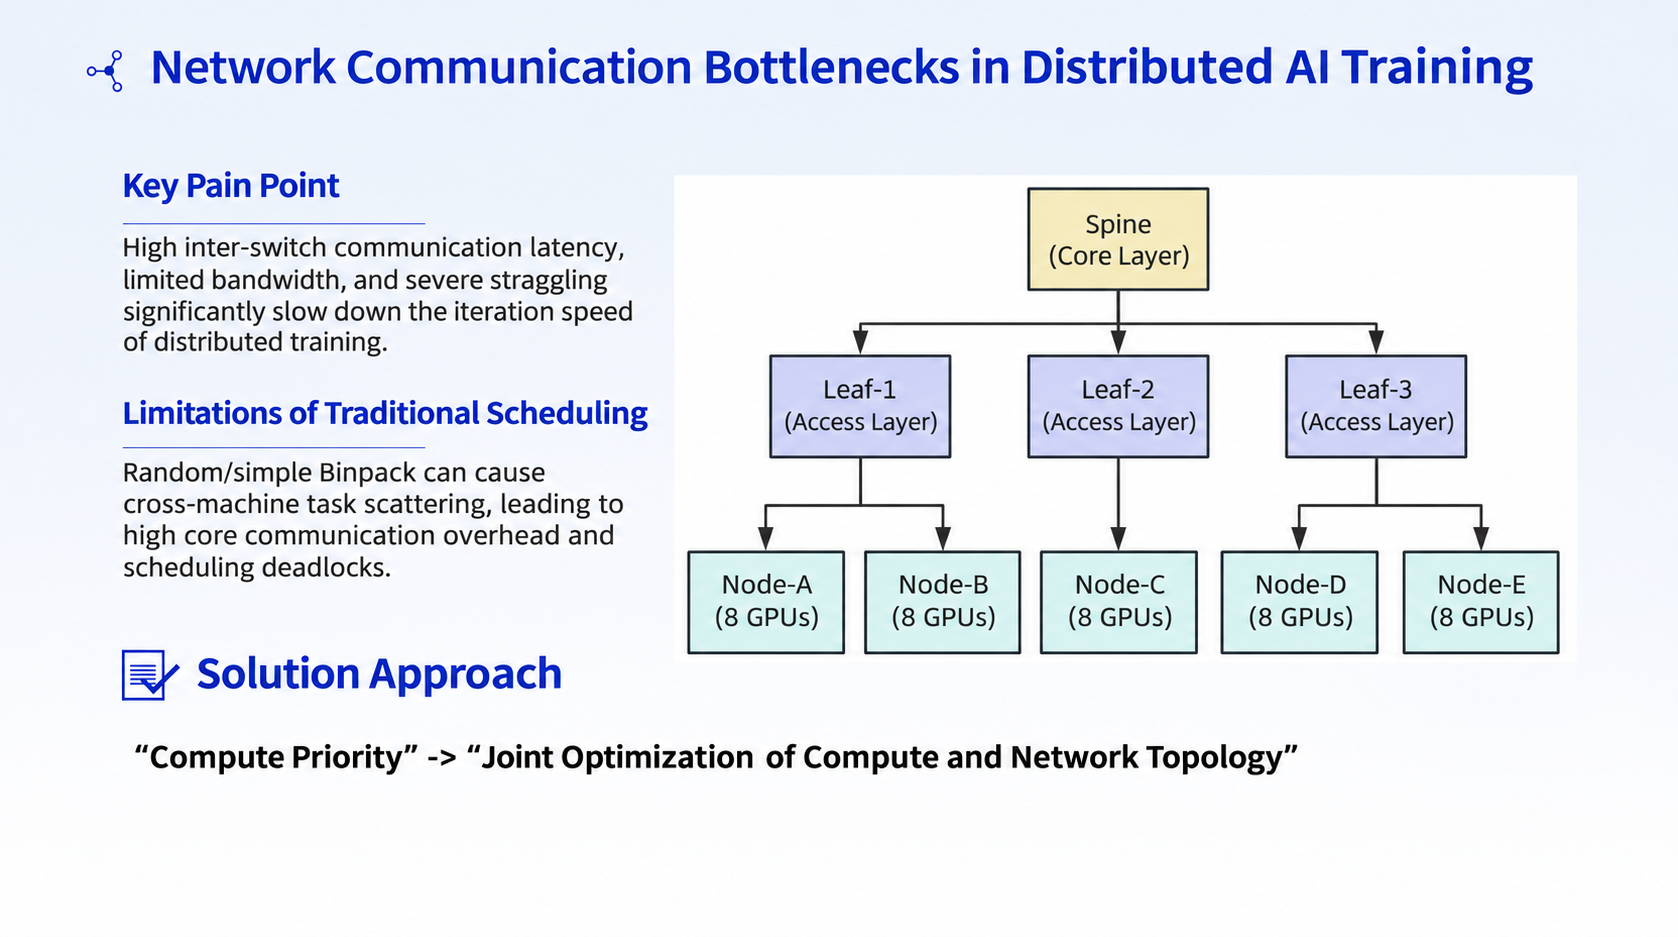 Network Communication Bottlenecks in Distributed AI Training
Key Pain Point
High inter-switch communication latency,
limited bandwidth, and severe straggling
significantly slow down the iteration speed
of distributed training.
Limitations of Traditional Scheduling
Random/simple Binpack can cause
cross-machine task scattering, leading to
high core communication overhead and
scheduling deadlocks.
Spine
(Core Layer)
Leaf-1
(Access Layer)
Leaf-2
(Access Layer)
Leaf-3
(Access Layer)
Node-A
(8 GPUs)
Node-B
(8 GPUs)
Node-C
(8 GPUs)
Node-D
(8 GPUs)
Node-E
(8 GPUs)
Solution Approach
“Compute Priority” -> “Joint Optimization of Compute and Network Topology”